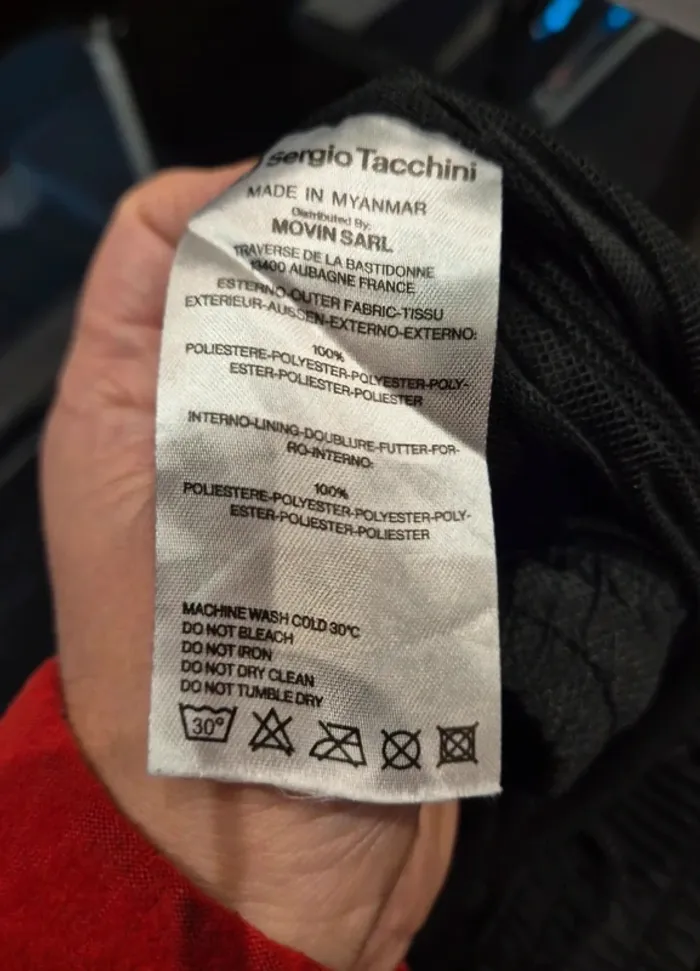 Sergio Tacchini
MADE IN MYANMAR
Distributed By:
MOVIN SARL
TRAVERSE DE LA BASTIDONNE
13400 AUBAGNE FRANCE
ESTERNO-OUTER FABRIC-TISSU
EXTERIEUR-AUSSEN-EXTERNO-EXTERNO:
100%
POLIESTERE-POLYESTER-POLYESTER-POLY-
ESTER-POLIESTER-POLIESTER
INTERNO-LINING-DOUBLURE-FUTTER-FOR-
RO-INTERNO:
100%
POLIESTERE-POLYESTER-POLYESTER-POLY-
ESTER-POLIESTER-POLIESTER
MACHINE WASH COLD 30°C
DO NOT BLEACH
DO NOT IRON
DO NOT DRY CLEAN
DO NOT TUMBLE DRY
30°